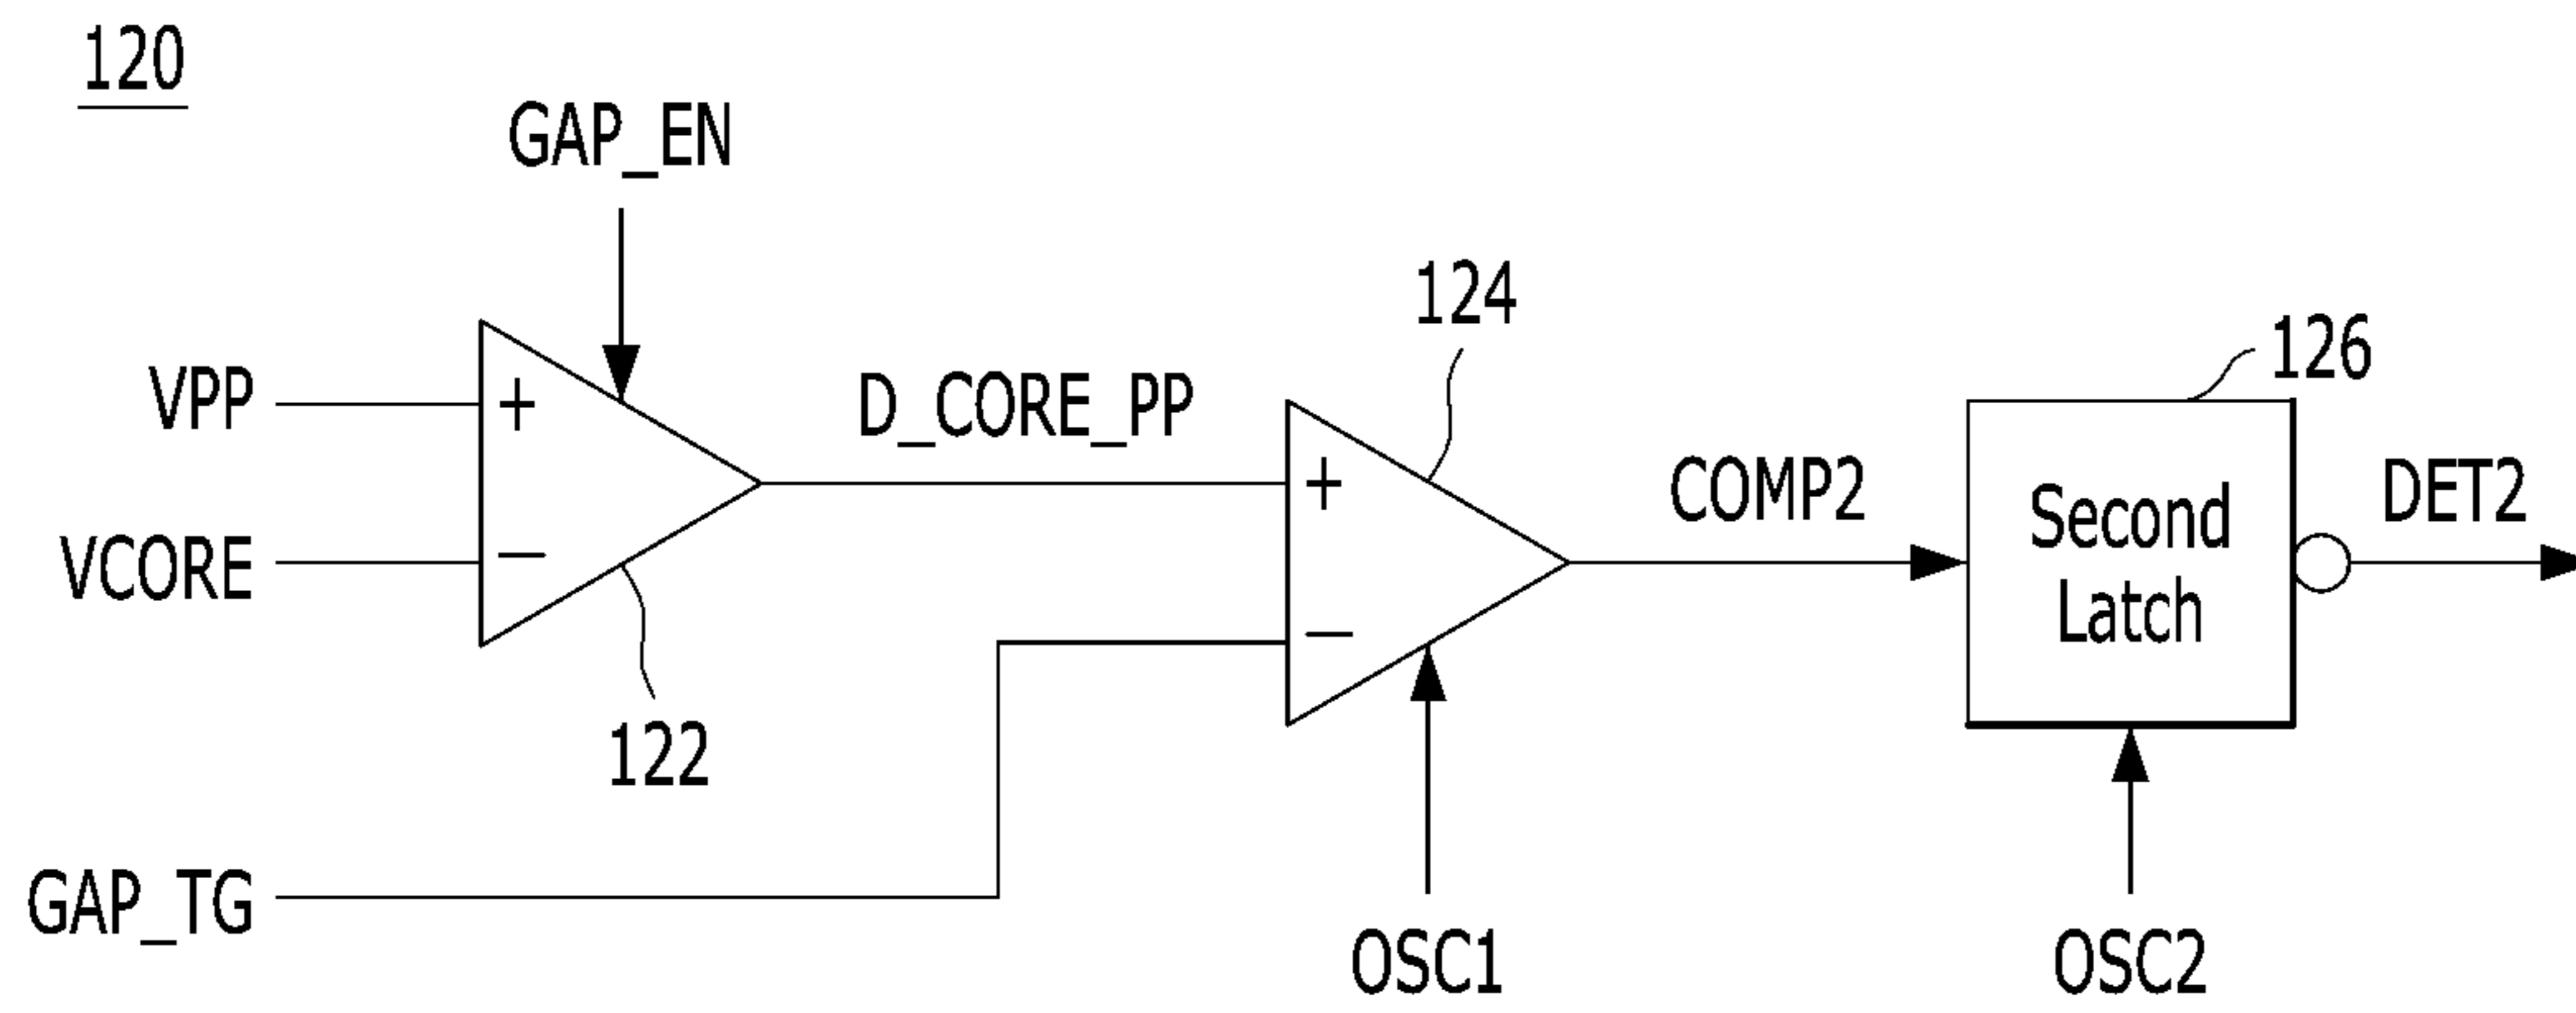 120
GAP_EN
124
126
VPP
+
D_CORE_PP
+
COMP2
Second
Latch
DET2
VCORE
−
−
122
GAP_TG
OSC1
OSC2